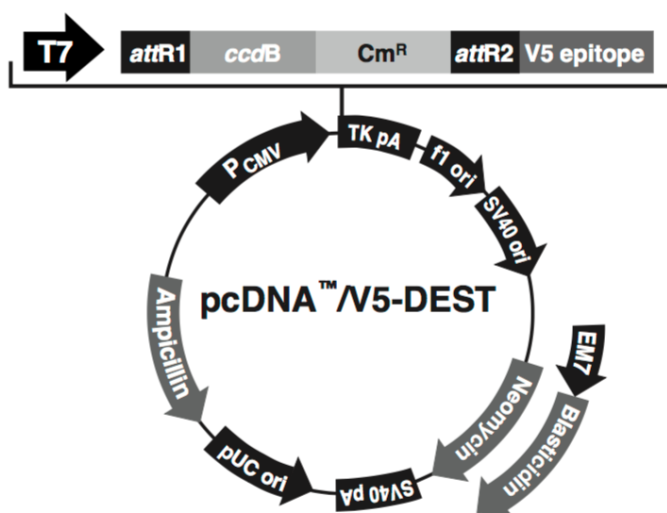 T7 attR1 ccdB CmR attR2 V5 epitope
PCMV
TK pA
f1 ori
SV40 ori
pcDNA™/V5-DEST
EM7
Ampicillin
Neomycin
Blasticidin
pUC ori
SV40 pA